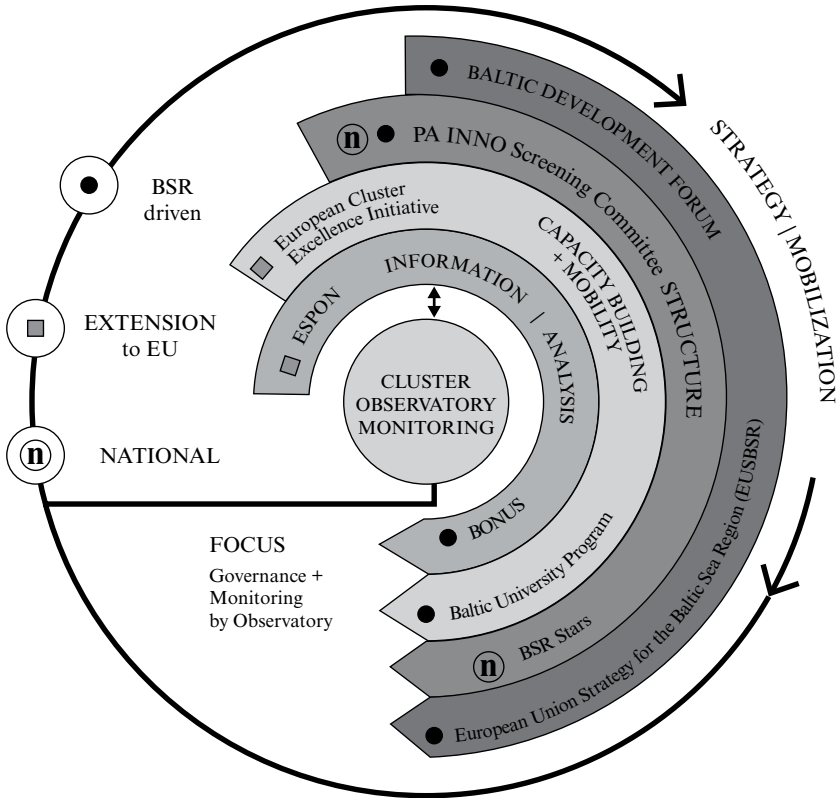 BALTIC DEVELOPMENT FORUM
n
PA INNO Screening Committee
STRUCTURE
STRATEGY | MOBILIZATION
European Cluster
Excellence Initiative
CAPACITY BUILDING
+ MOBILITY
BSR
driven
ESPON
INFORMATION | ANALYSIS
EXTENSION
to EU
CLUSTER
OBSERVATORY
MONITORING
n
NATIONAL
BONUS
FOCUS
Governance +
Monitoring
by Observatory
Baltic University Program
n
BSR Stars
European Union Strategy for the Baltic Sea Region (EUSBSR)